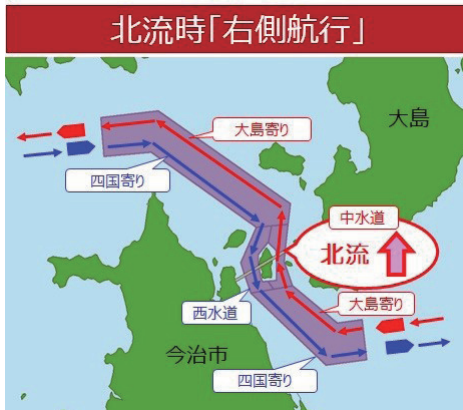 北流時「右側航行」
大島
大島寄り
四国寄り
中水道
北流
西水道
大島寄り
今治市
四国寄り